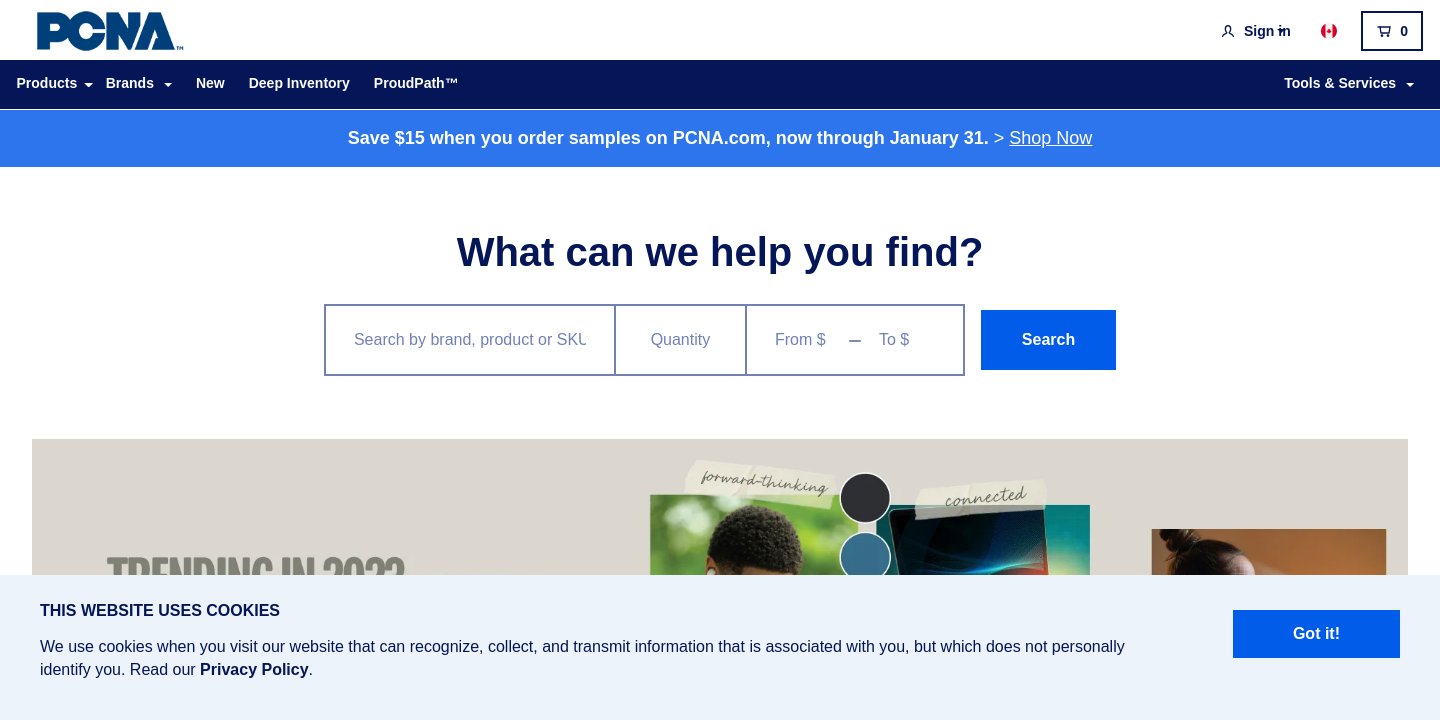 PCNA™
Sign in
0
Products
Brands
New
Deep Inventory
ProudPath™
Tools & Services
Save $15 when you order samples on PCNA.com, now through January 31. > Shop Now
What can we help you find?
Search by brand, product or SKU
Quantity
From $
To $
Search
forward-thinking
connected
TRENDING IN 2023
THIS WEBSITE USES COOKIES
We use cookies when you visit our website that can recognize, collect, and transmit information that is associated with you, but which does not personally
identify you. Read our Privacy Policy.
Got it!